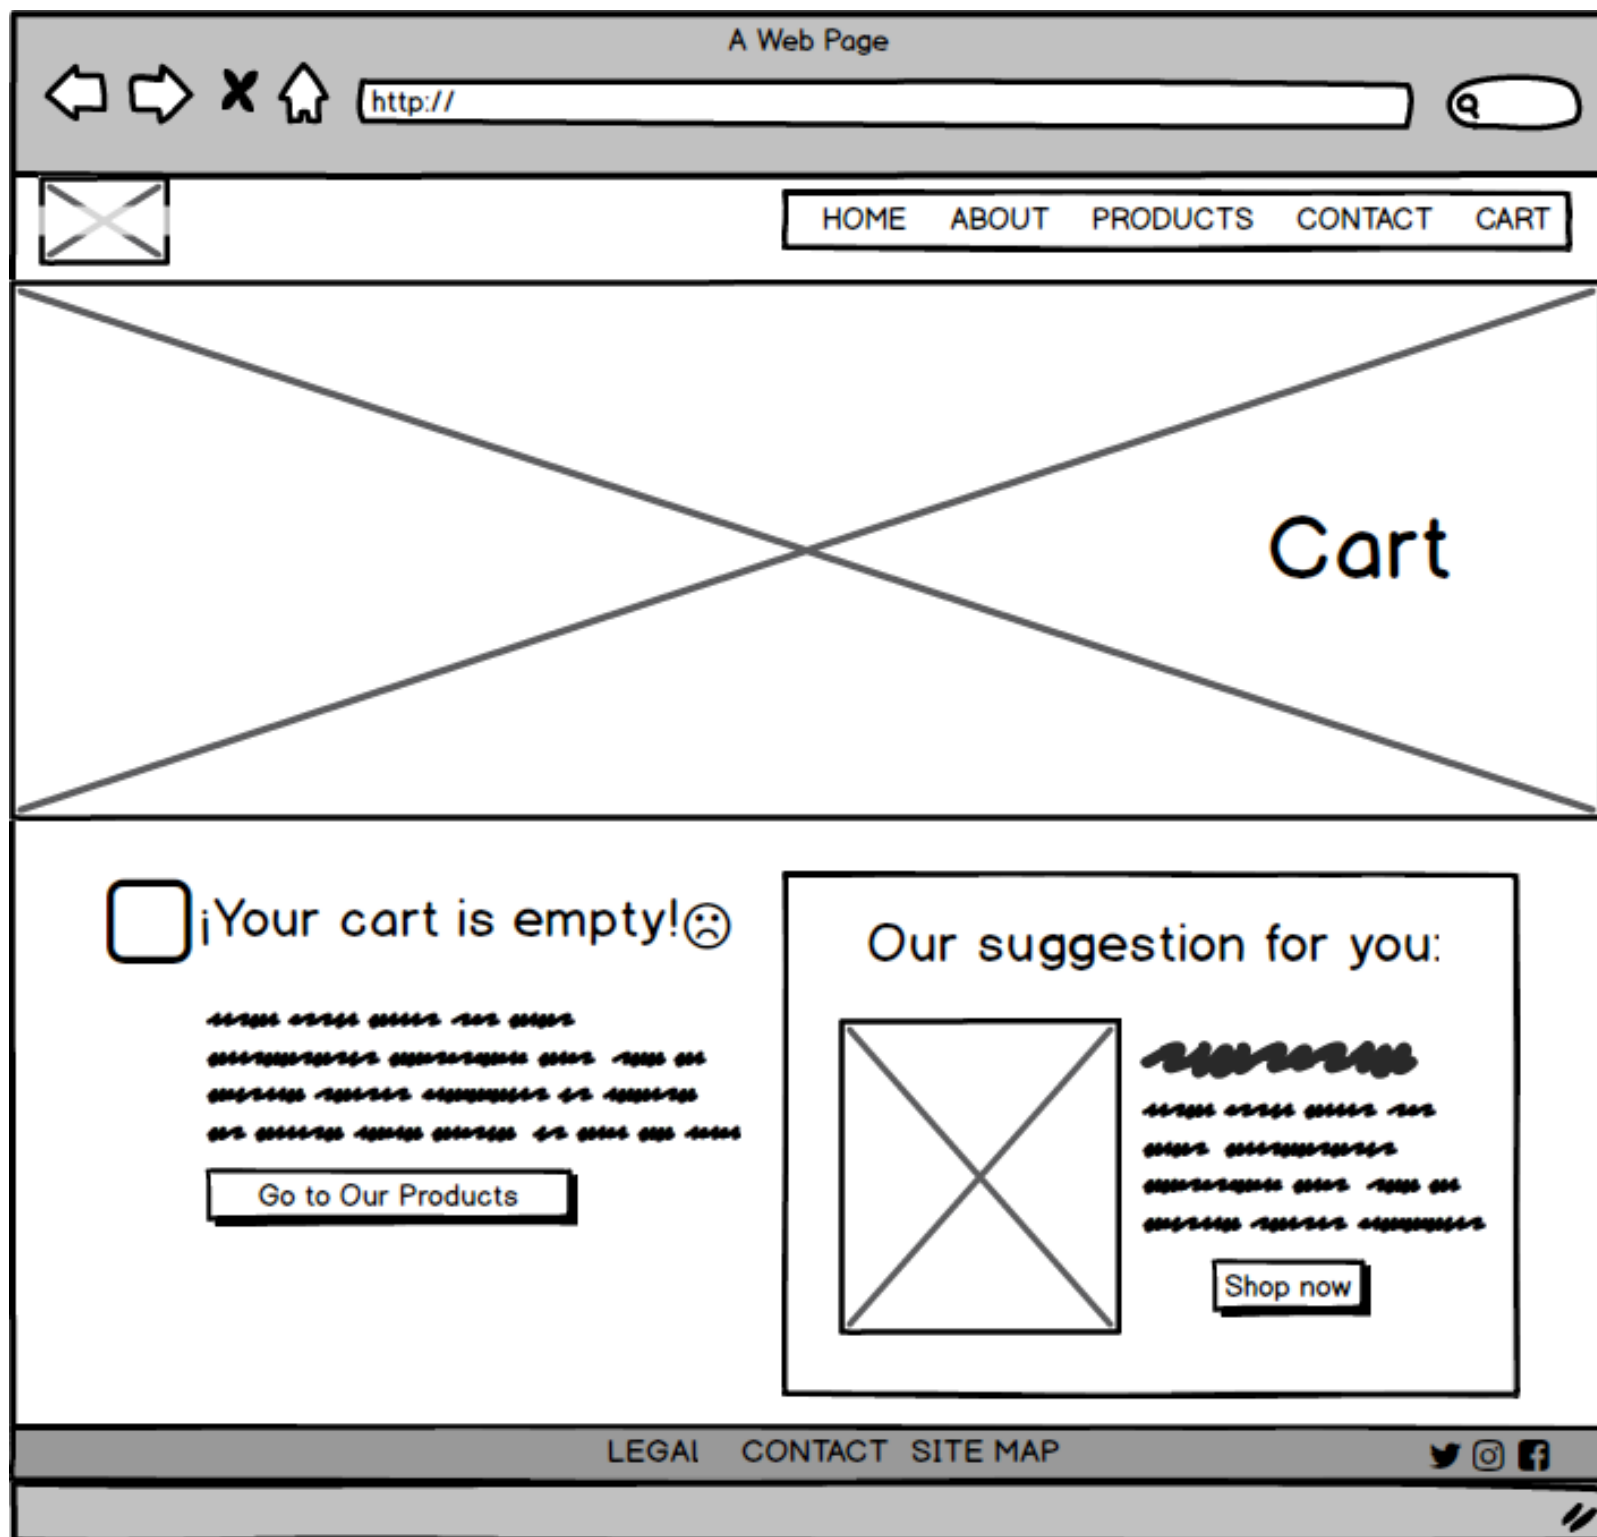 A Web Page
http://
HOME ABOUT PRODUCTS CONTACT CART
Cart
¡Your cart is empty!
Our suggestion for you:
Go to Our Products
Shop now
LEGAl CONTACT SITE MAP